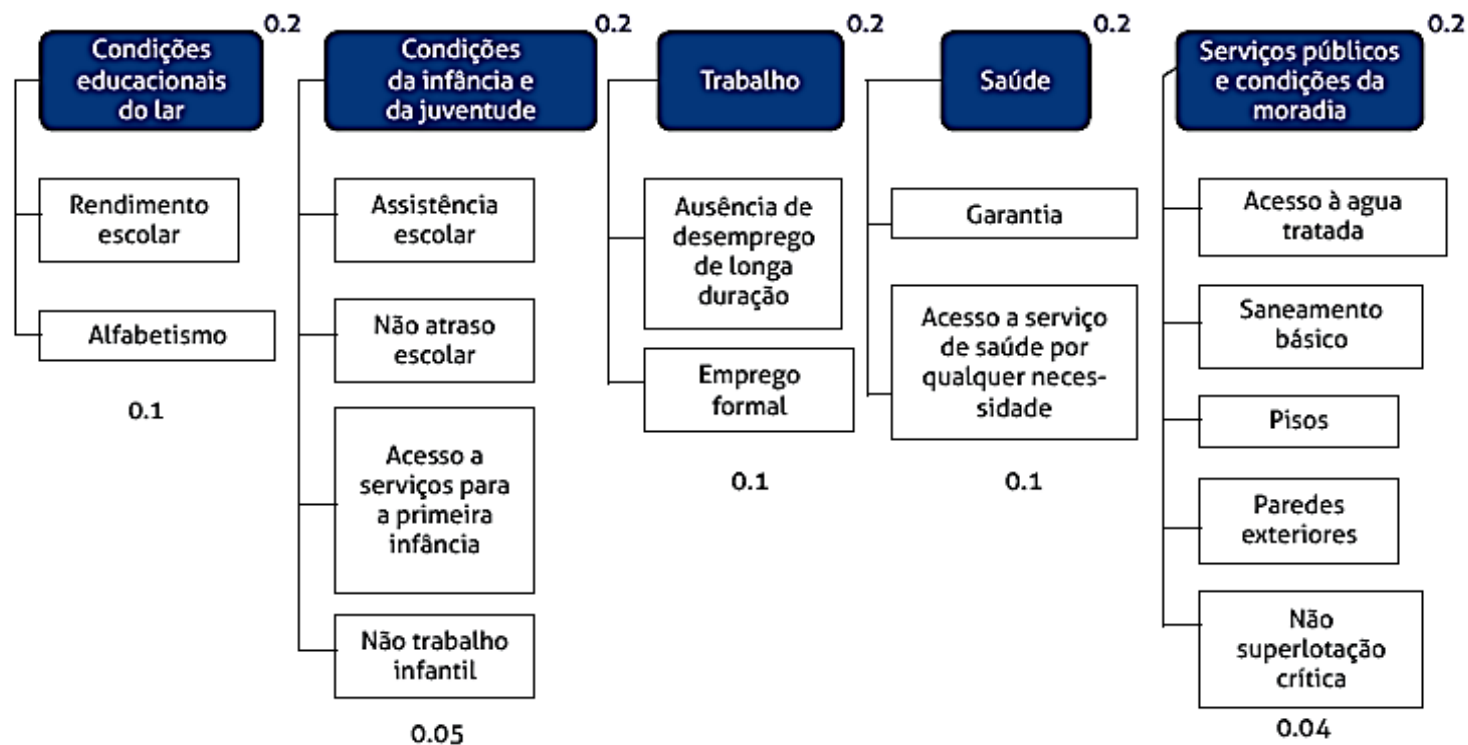 0.2
Condições
educacionais
do lar
Rendimento
escolar
Alfabetismo
0.1
0.2
Condições
da infância e
da juventude
Assistência
escolar
Não atraso
escolar
Acesso a
serviços para
a primeira
infância
Não trabalho
infantil
0.05
0.2
Trabalho
Ausência de
desemprego
de longa
duração
Emprego
formal
0.1
0.2
Saúde
Garantia
Acesso a serviço
de saúde por
qualquer neces-
sidade
0.1
0.2
Serviços públicos
e condições da
moradia
Acesso à agua
tratada
Saneamento
básico
Pisos
Paredes
exteriores
Não
superlotação
crítica
0.04